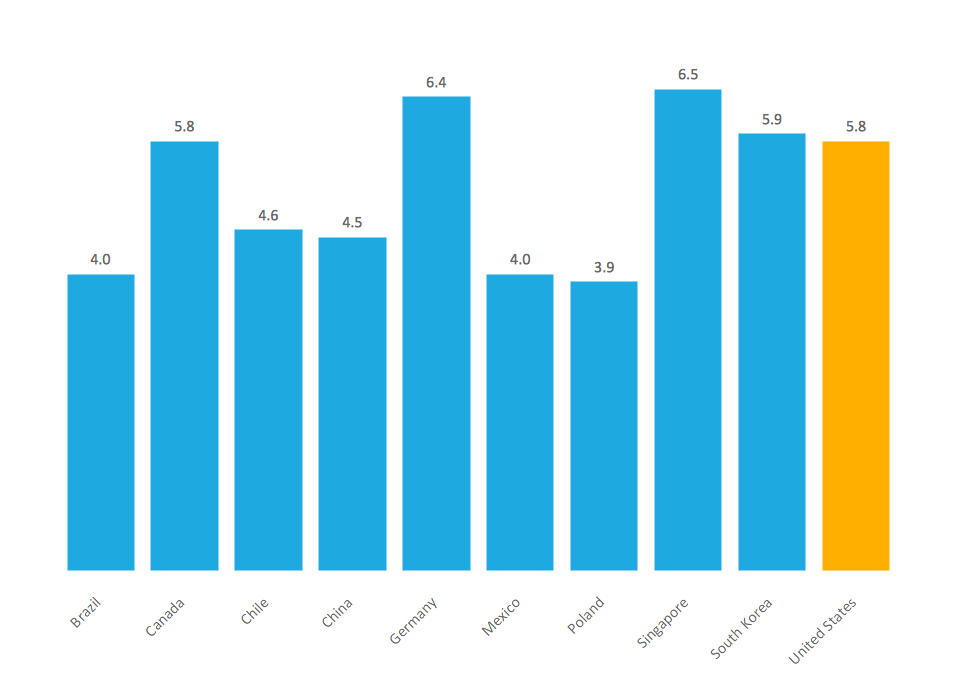 6.5
6.4
5.9
5.8
5.8
4.6
4.5
4.0
4.0
3.9
Brazil
Canada
Chile
China
Germany
Mexico
Poland
Singapore
South Korea
United States